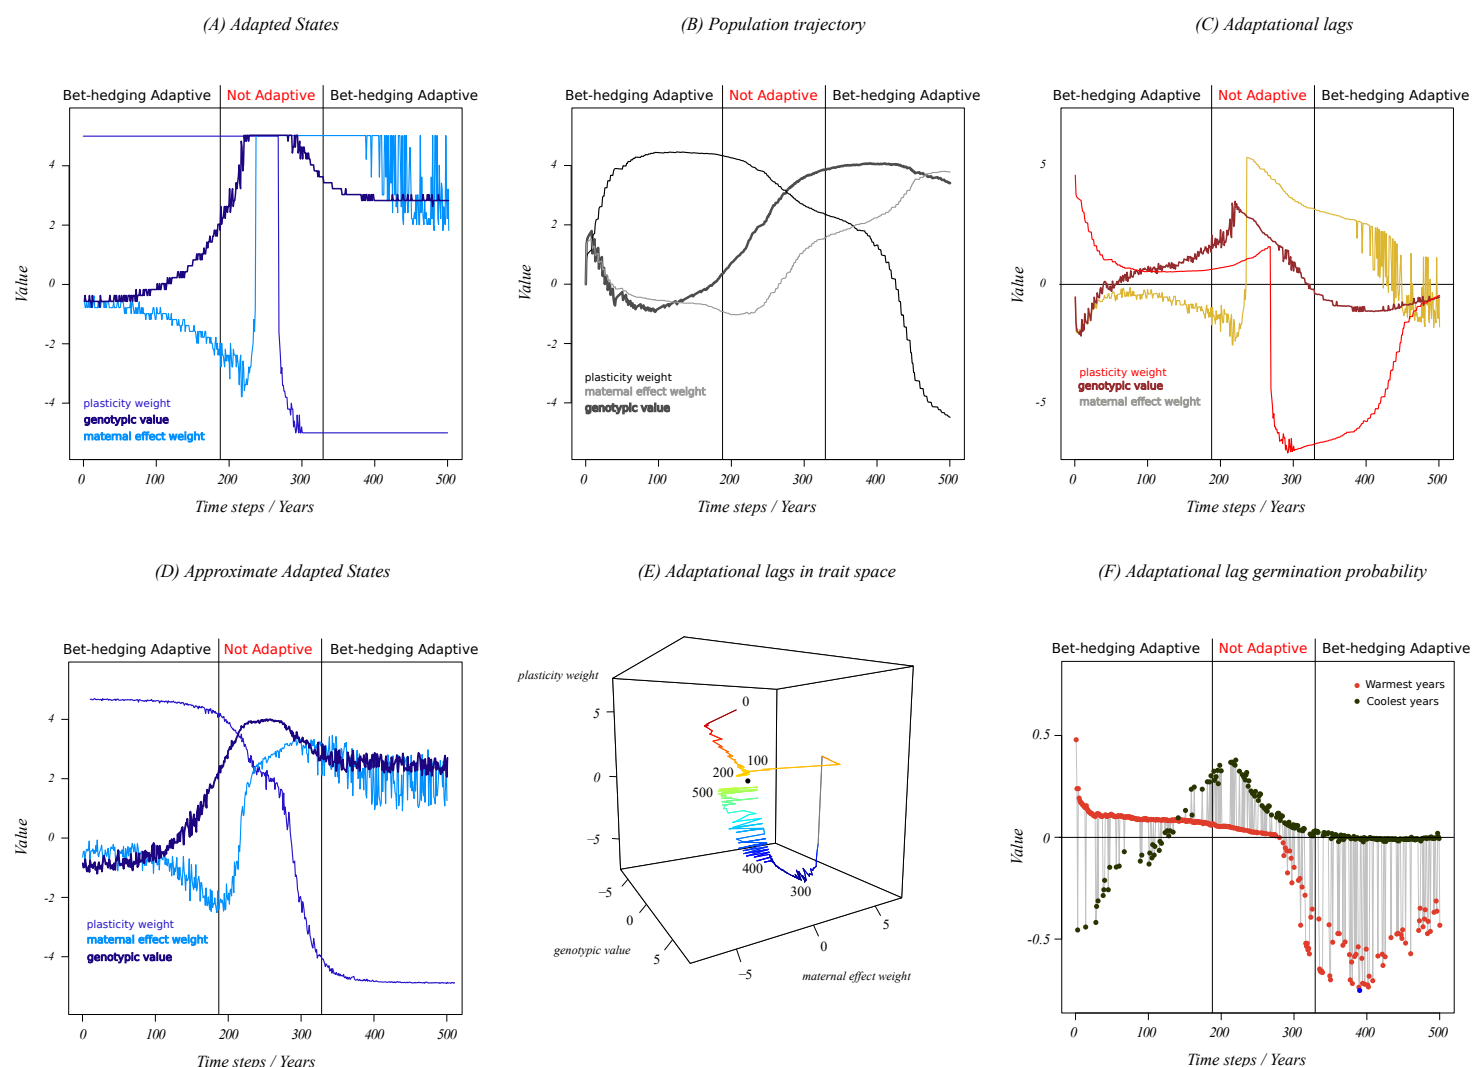 (A) Adapted States
Bet-hedging Adaptive Not Adaptive Bet-hedging Adaptive
4
2
0
-2
-4
Value
plasticity weight
genotypic value
maternal effect weight
0 100 200 300 400 500
Time steps / Years
(B) Population trajectory
Bet-hedging Adaptive Not Adaptive Bet-hedging Adaptive
4
2
0
-2
-4
Value
plasticity weight
maternal effect weight
genotypic value
0 100 200 300 400 500
Time steps / Years
(C) Adaptational lags
Bet-hedging Adaptive Not Adaptive Bet-hedging Adaptive
5
0
-5
Value
plasticity weight
genotypic value
maternal effect weight
0 100 200 300 400 500
Time steps / Years
(D) Approximate Adapted States
Bet-hedging Adaptive Not Adaptive Bet-hedging Adaptive
4
2
0
-2
-4
Value
plasticity weight
maternal effect weight
genotypic value
0 100 200 300 400 500
Time steps / Years
(E) Adaptational lags in trait space
plasticity weight
5
0
−5
0
100
200
500
400
300
−5
0
5
genotypic value
−5
0
5
maternal effect weight
(F) Adaptational lag germination probability
Bet-hedging Adaptive Not Adaptive Bet-hedging Adaptive
Warmest years
Coolest years
0.5
0
-0.5
Value
0 100 200 300 400 500
Time steps / Years